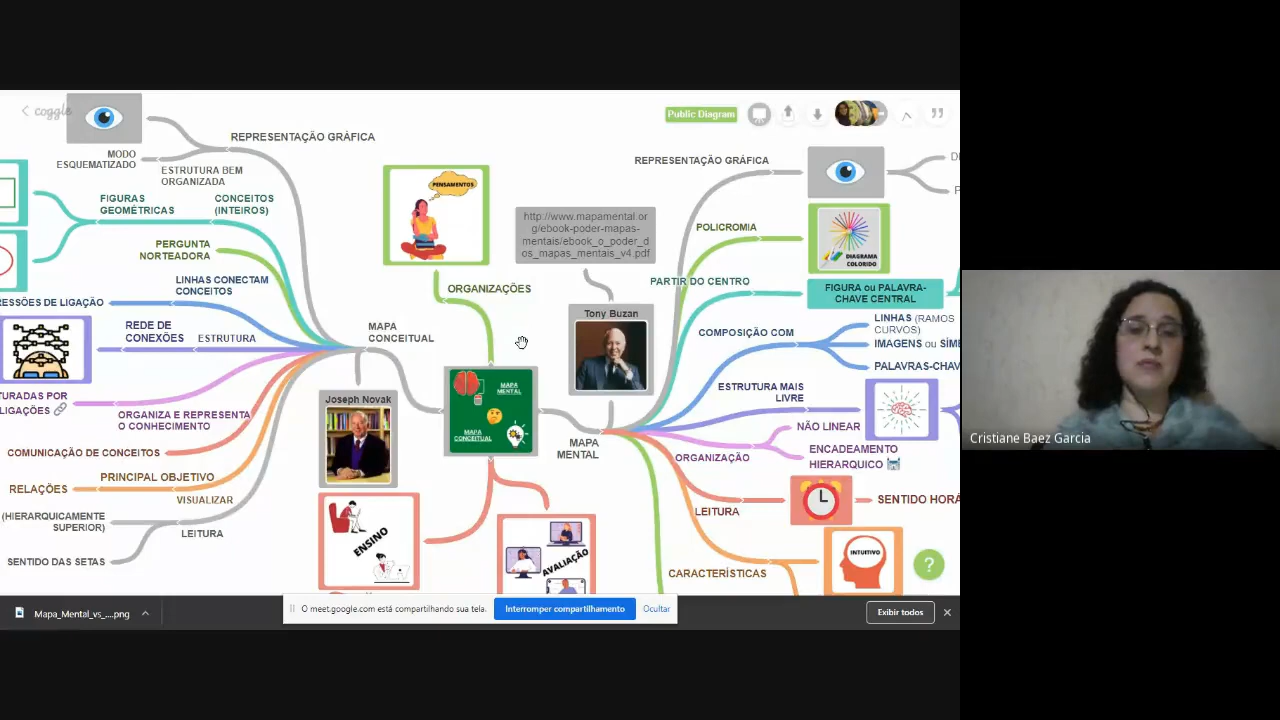 coggle
Public Diagram
REPRESENTAÇÃO GRÁFICA
MODO
ESQUEMATIZADO
ESTRUTURA BEM
ORGANIZADA
FIGURAS
GEOMÉTRICAS
CONCEITOS
(INTEIROS)
PERGUNTA
NORTEADORA
LINHAS CONECTAM
CONCEITOS
RESSÕES DE LIGAÇÃO
REDE DE
CONEXÕES
ESTRUTURA
TURADAS POR
LIGAÇÕES
ORGANIZA E REPRESENTA
O CONHECIMENTO
COMUNICAÇÃO DE CONCEITOS
PRINCIPAL OBJETIVO
RELAÇÕES
VISUALIZAR
(HIERARQUICAMENTE
SUPERIOR)
LEITURA
SENTIDO DAS SETAS
MAPA
CONCEITUAL
Joseph Novak
PENSAMENTOS
ORGANIZAÇÕES
MAPA
MENTAL
MAPA
CONCEITUAL
ENSINO
AVALIAÇÃO
http://www.mapamental.or
g/ebook-poder-mapas-
mentais/ebook_o_poder_d
os_mapas_mentais_v4.pdf
Tony Buzan
MAPA
MENTAL
REPRESENTAÇÃO GRÁFICA
POLICROMIA
DIAGRAMA
COLORIDO
PARTIR DO CENTRO
FIGURA ou PALAVRA-
CHAVE CENTRAL
COMPOSIÇÃO COM
LINHAS (RAMOS
CURVOS)
IMAGENS ou SÍMB
PALAVRAS-CHAV
ESTRUTURA MAIS
LIVRE
NÃO LINEAR
ORGANIZAÇÃO
ENCADEAMENTO
HIERARQUICO
LEITURA
SENTIDO HORÁ
CARACTERÍSTICAS
INTUITIVO
?
Mapa_Mental_vs_....png
O meet.google.com está compartilhando sua tela.
Interromper compartilhamento
Ocultar
Exibir todos
Cristiane Baez Garcia